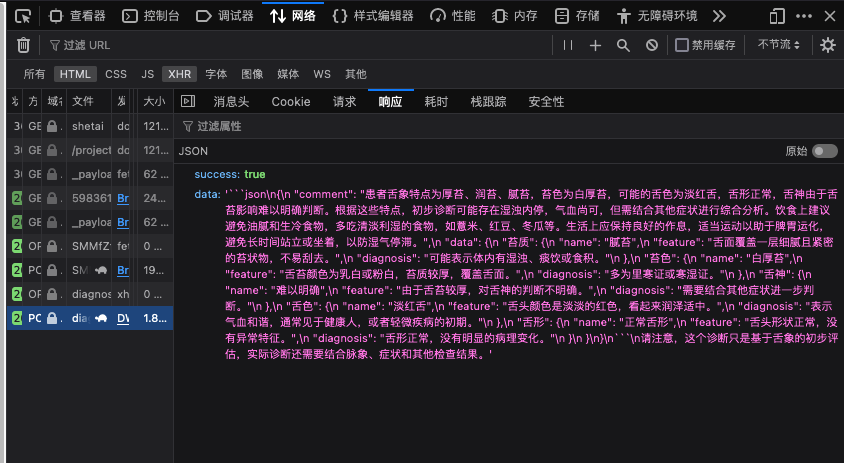 查看器 控制台 调试器 网络 样式编辑器 性能 内存 存储 无障碍环境
过滤 URL 禁用缓存 不节流
所有 HTML CSS JS XHR 字体 图像 媒体 WS 其他
方 域名 文件 发 大小 消息头 Cookie 请求 响应 耗时 栈跟踪 安全性
30 GE shetai do 121... 过滤属性
30 GE /project do 121... JSON 原始
30 GE _payloa fet 62 ... success: true
20 GE 598361 Br 24...
20 GE _payloa Br 62 ...
20 OF SMMfZ fet 0 ...
20 PC SM Br 19...
20 OF diagnos xh 0 ...
20 PC dia DV 1.8...
data: '```json\n{\n "comment": "患者舌象特点为厚苔、润苔、腻苔，苔色为白厚苔，可能的舌色为淡红舌，舌形正常，舌神由于舌
苔影响难以明确判断。根据这些特点，初步诊断可能存在湿浊内停，气血尚可，但需结合其他症状进行综合分析。饮食上建议
避免油腻和生冷食物，多吃清淡利湿的食物，如薏米、红豆、冬瓜等。生活上应保持良好的作息，适当运动以助于脾胃运化，
避免长时间站立或坐着，以防湿气停滞。",\n "data": {\n "苔质": {\n "name": "腻苔",\n "feature": "舌面覆盖一层细腻且紧密
的苔状物，不易刮去。",\n "diagnosis": "可能表示体内有湿浊、痰饮或食积。"\n },\n "苔色": {\n "name": "白厚苔",\n
"feature": "舌苔颜色为乳白或粉白，苔质较厚，覆盖舌面。",\n "diagnosis": "多为里寒证或寒湿证。"\n },\n "舌神": {\n
"name": "难以明确",\n "feature": "由于舌苔较厚，对舌神的判断不明确。",\n "diagnosis": "需要结合其他症状进一步判
断。"\n },\n "舌色": {\n "name": "淡红舌",\n "feature": "舌头颜色是淡淡的红色，看起来润泽适中。",\n "diagnosis": "表示
气血和谐，通常见于健康人，或者轻微疾病的初期。"\n },\n "舌形": {\n "name": "正常舌形",\n "feature": "舌头形状正常，没
有异常特征。",\n "diagnosis": "舌形正常，没有明显的病理变化。"\n }\n }\n}\n```\n请注意，这个诊断只是基于舌象的初步评
估，实际诊断还需要结合脉象、症状和其他检查结果。'